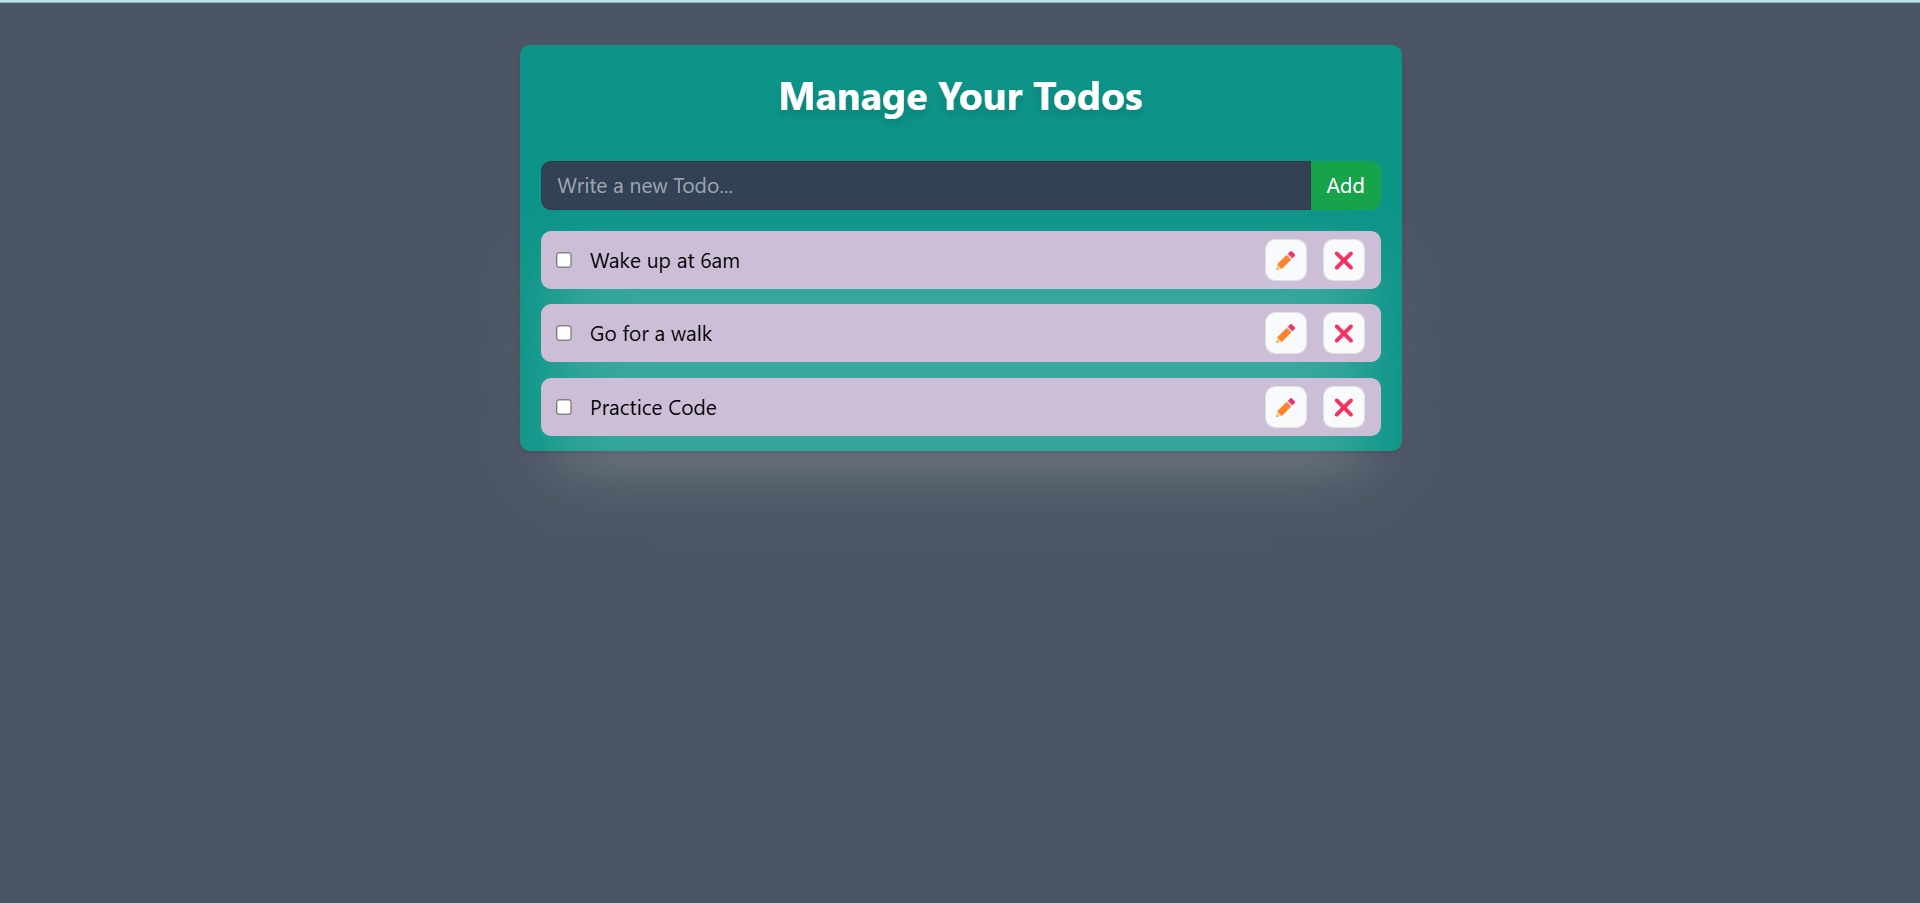 Manage Your Todos
Write a new Todo...
Add
Wake up at 6am
Go for a walk
Practice Code